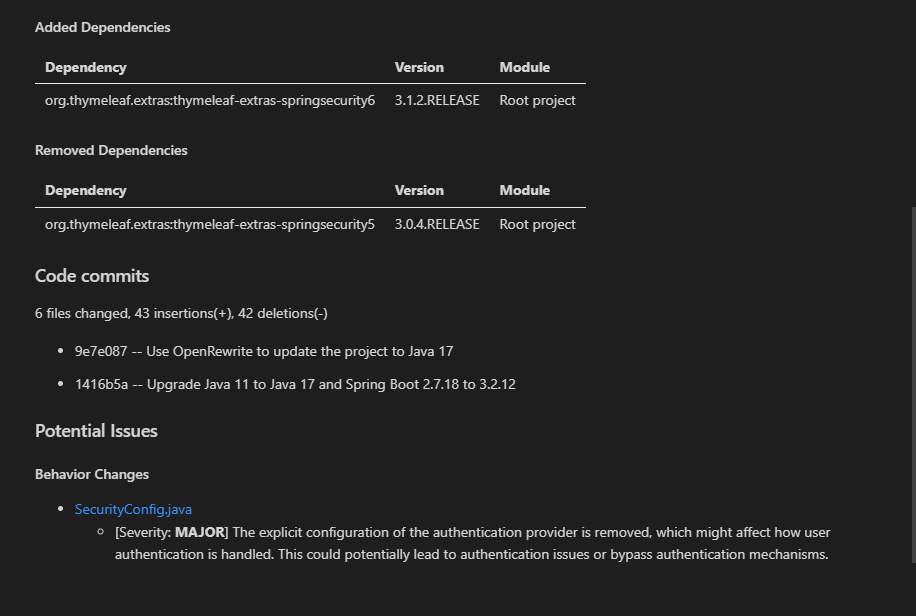 Added Dependencies
Dependency Version Module
org.thymeleaf.extras:thymeleaf-extras-springsecurity6 3.1.2.RELEASE Root project
Removed Dependencies
Dependency Version Module
org.thymeleaf.extras:thymeleaf-extras-springsecurity5 3.0.4.RELEASE Root project
Code commits
6 files changed, 43 insertions(+), 42 deletions(-)
• 9e7e087 -- Use OpenRewrite to update the project to Java 17
• 1416b5a -- Upgrade Java 11 to Java 17 and Spring Boot 2.7.18 to 3.2.12
Potential Issues
Behavior Changes
• SecurityConfig.java
◦ [Severity: MAJOR] The explicit configuration of the authentication provider is removed, which might affect how user
authentication is handled. This could potentially lead to authentication issues or bypass authentication mechanisms.